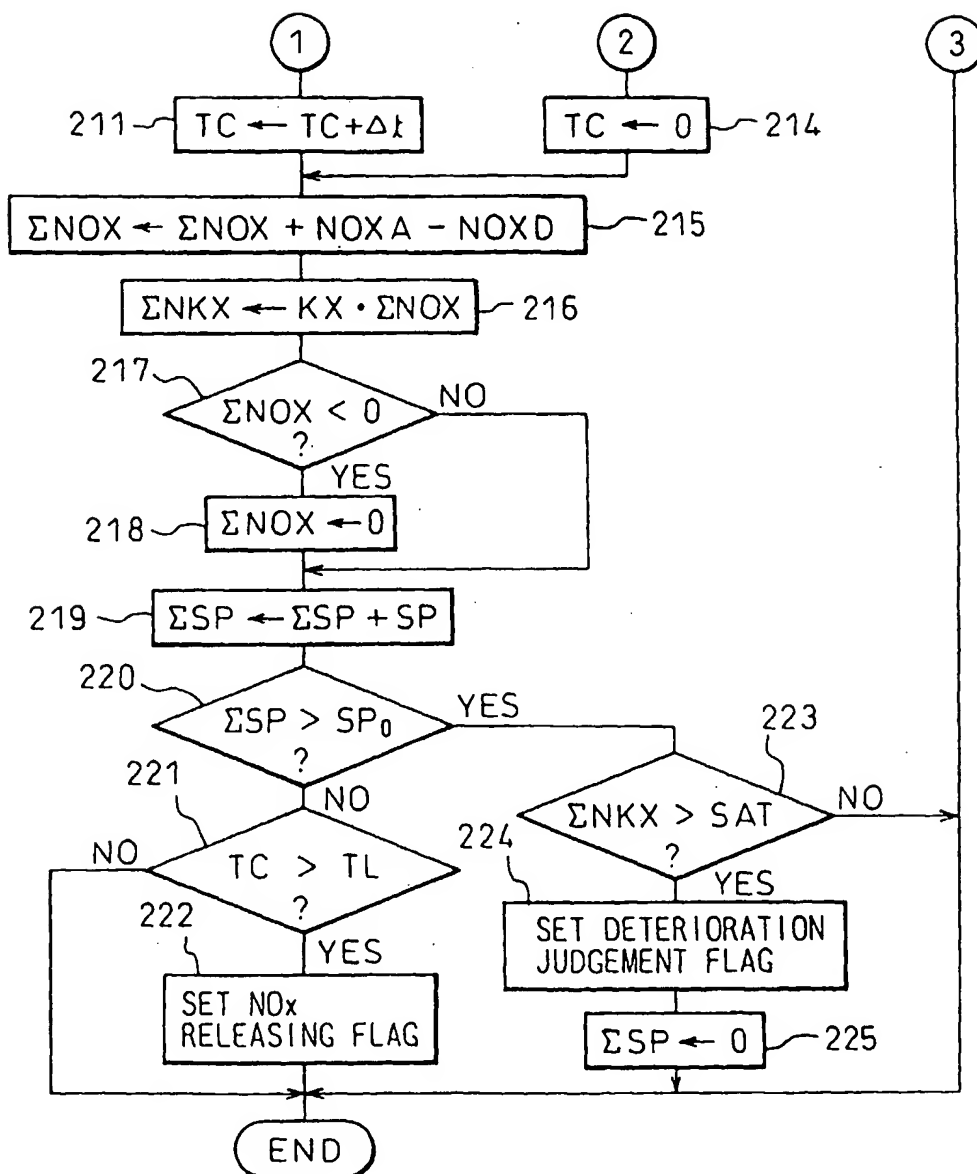 1
2
3
211
TC ← TC+Δt
TC ← 0
214
ΣNOX ← ΣNOX + NOXA − NOXD
215
ΣNKX ← KX · ΣNOX
216
217
ΣNOX < 0
?
NO
YES
218
ΣNOX ← 0
219
ΣSP ← ΣSP + SP
220
ΣSP > SP₀
?
YES
NO
223
ΣNKX > SAT
?
NO
YES
221
TC > TL
?
NO
YES
224
SET DETERIORATION
JUDGEMENT FLAG
222
SET NOx
RELEASING FLAG
ΣSP ← 0
225
END